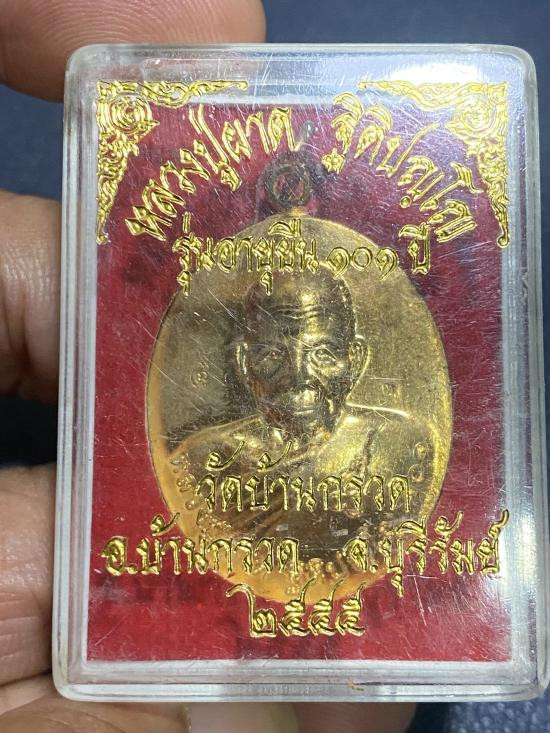 หลวงปู่ผาด ฐิติปญฺโญ
รุ่นอายุยืน ๑๐๑ ปี
วัดบ้านกรวด
อ.บ้านกรวด จ.บุรีรัมย์
๒๕๕๕